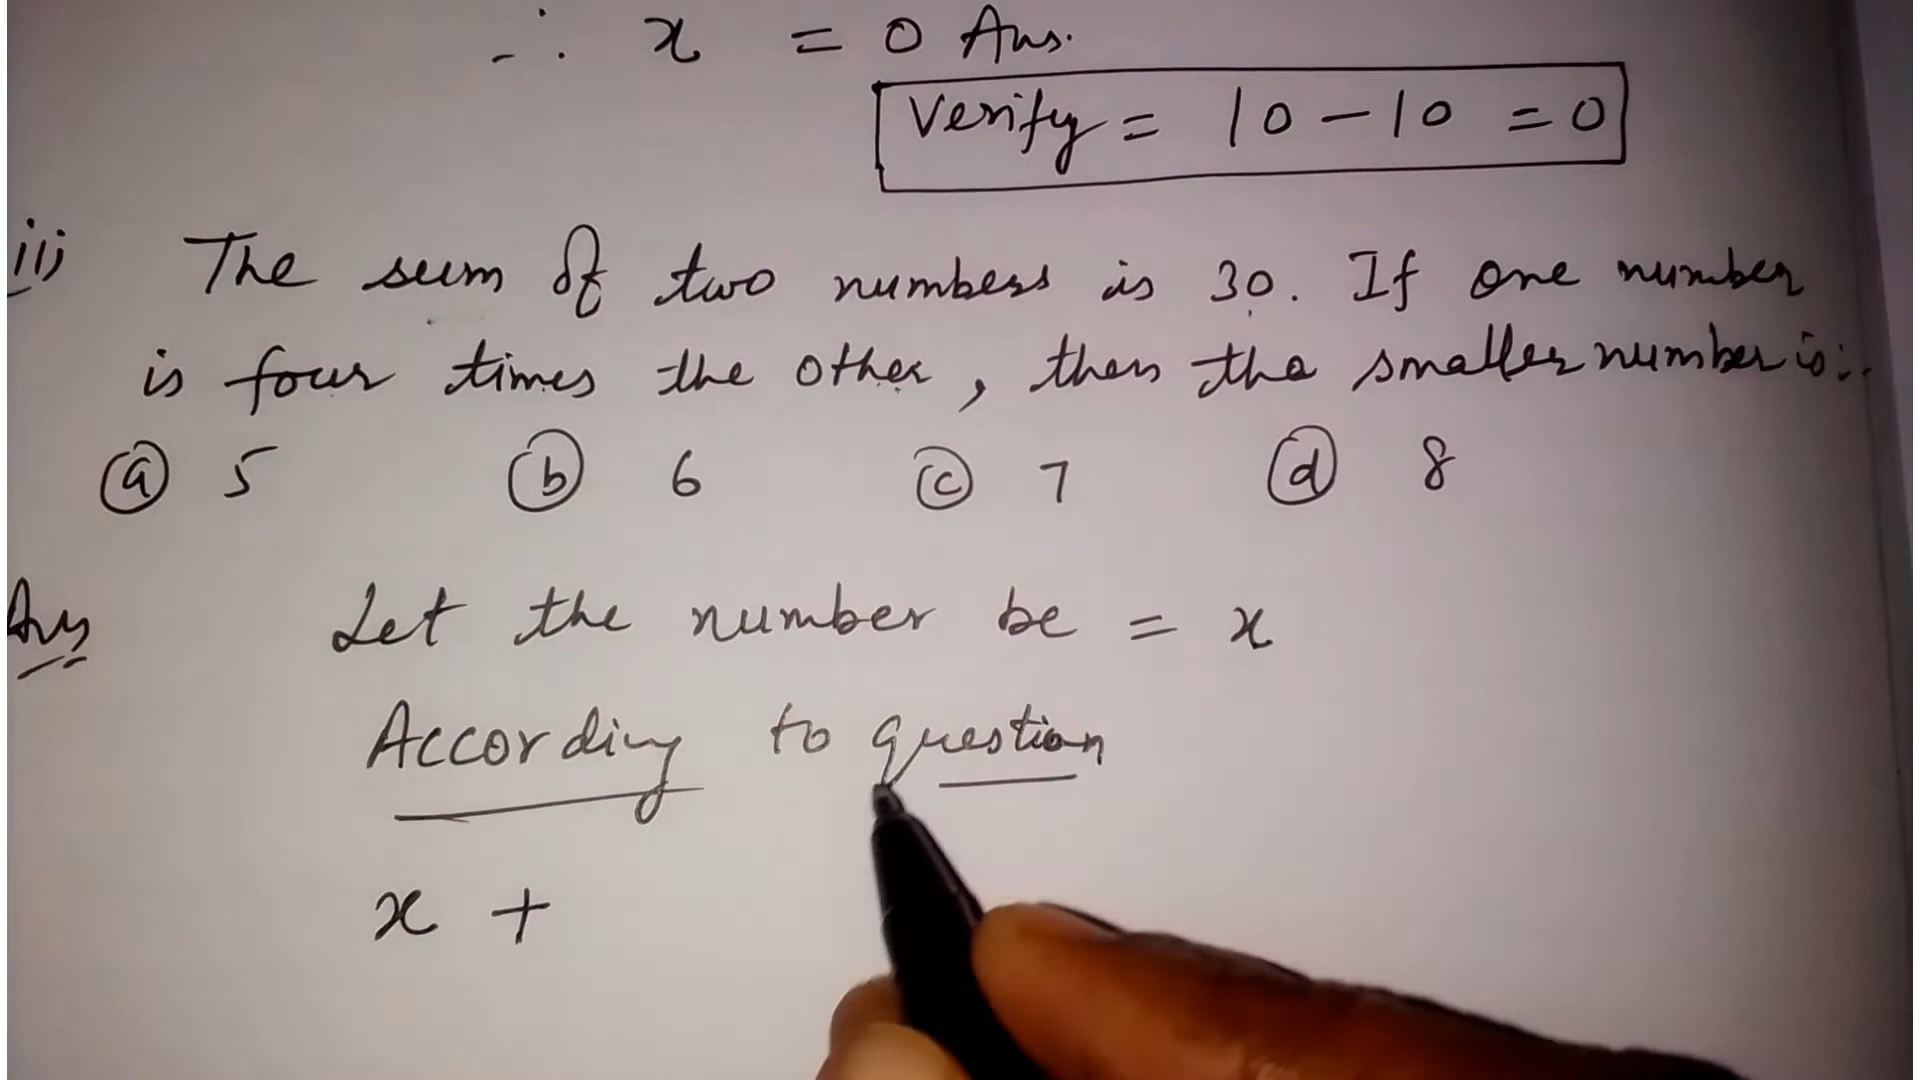 ∴ x = 0 Ans.
Verify = 10 - 10 = 0
ii) The sum of two numbers is 30. If one number
is four times the other, then the smaller number is:-
(a) 5 (b) 6 (c) 7 (d) 8
Ans Let the number be = x
According to question
x +